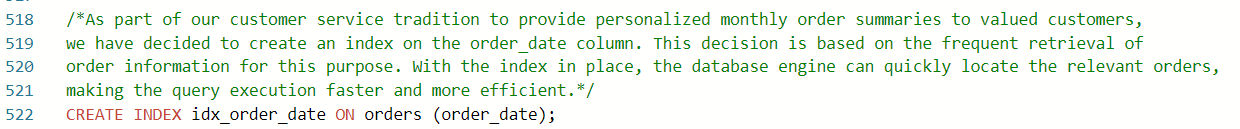 518 /*As part of our customer service tradition to provide personalized monthly order summaries to valued customers,
519 we have decided to create an index on the order_date column. This decision is based on the frequent retrieval of
520 order information for this purpose. With the index in place, the database engine can quickly locate the relevant orders,
521 making the query execution faster and more efficient.*/
522 CREATE INDEX idx_order_date ON orders (order_date);